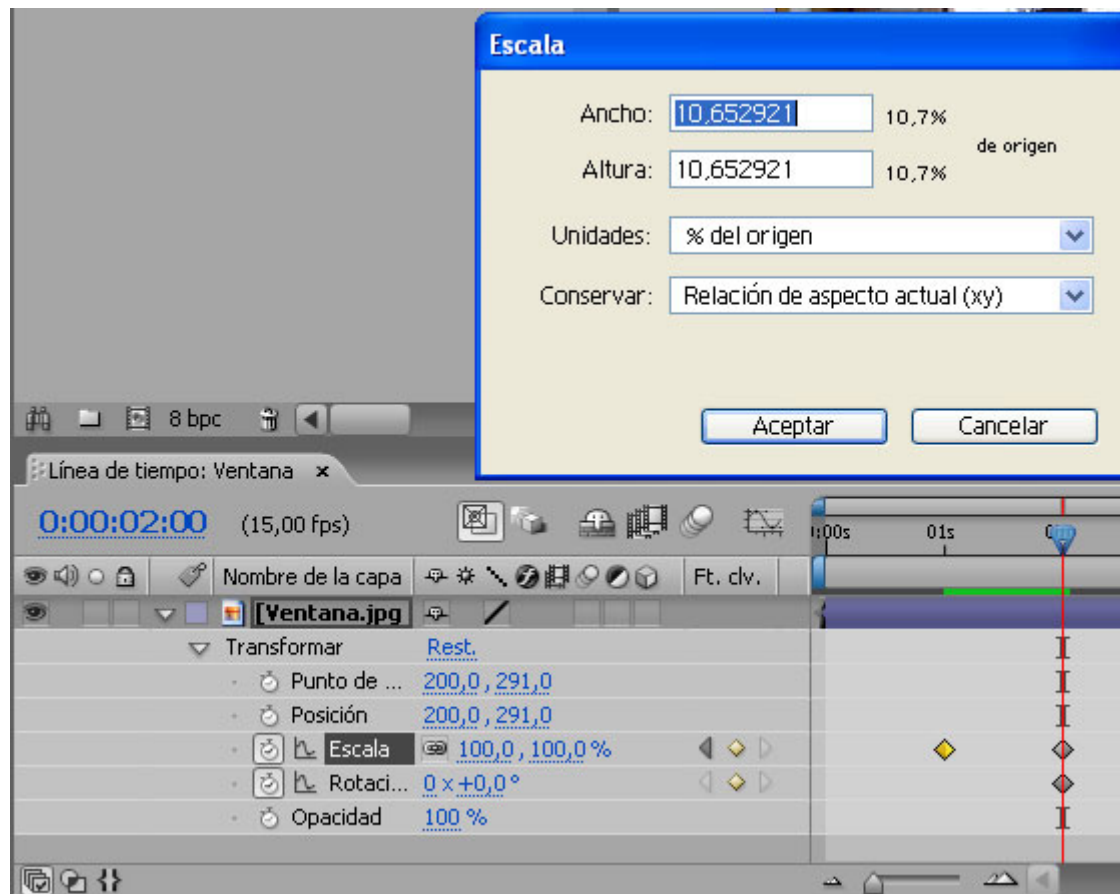 Escala
Ancho: 10,652921 10,7%
de origen
Altura: 10,652921 10,7%
Unidades: % del origen
Conservar: Relación de aspecto actual (xy)
Aceptar Cancelar
8 bpc
Línea de tiempo: Ventana x
0:00:02:00 (15,00 fps)
):00s 01s
Nombre de la capa Ft. clv.
[Ventana.jpg
Transformar Rest.
Punto de ... 200,0 , 291,0
Posición 200,0 , 291,0
Escala 100,0 , 100,0 %
Rotaci... 0 x +0,0°
Opacidad 100 %